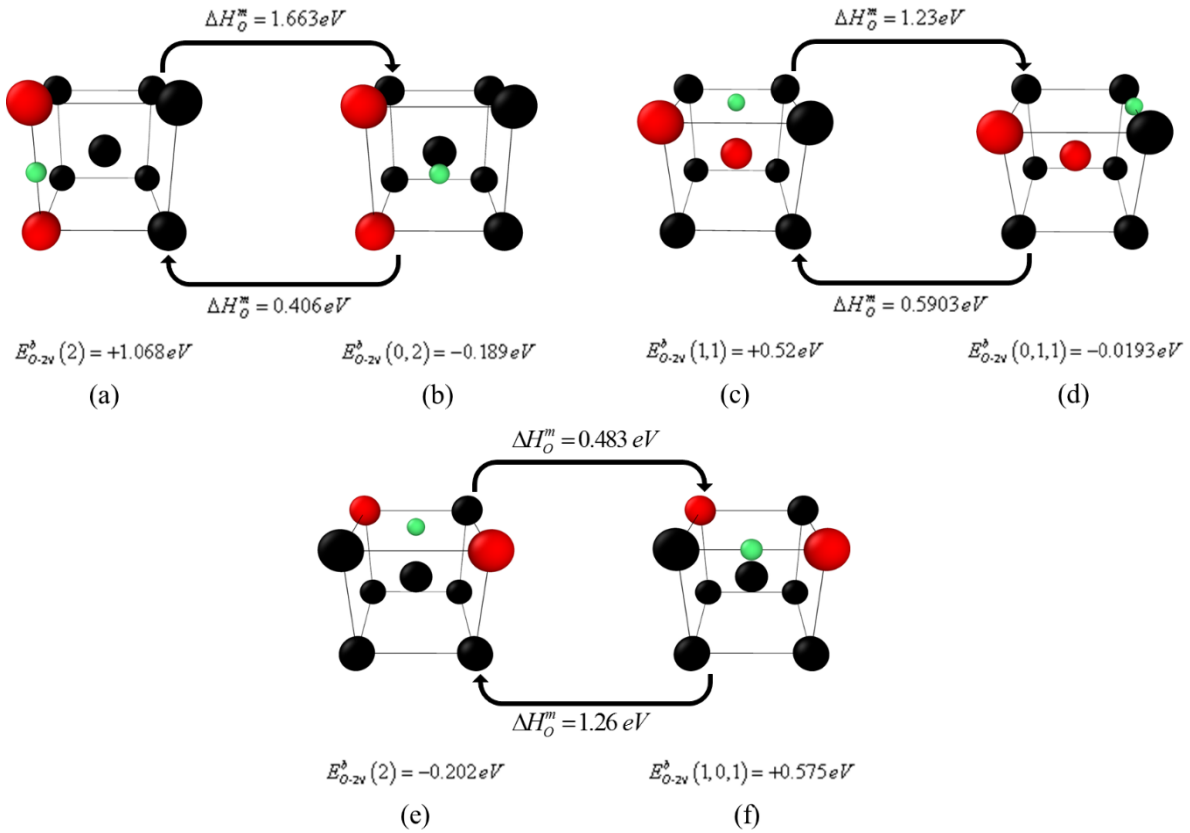 ΔH_O^m = 1.663eV
ΔH_O^m = 1.23eV
ΔH_O^m = 0.406eV
ΔH_O^m = 0.5903eV
E_{O-2v}^b(2) = +1.068eV
E_{O-2v}^b(0,2) = −0.189eV
E_{O-2v}^b(1,1) = +0.52eV
E_{O-2v}^b(0,1,1) = −0.0193eV
(a)
(b)
(c)
(d)
ΔH_O^m = 0.483 eV
ΔH_O^m = 1.26 eV
E_{O-2v}^b(2) = −0.202eV
E_{O-2v}^b(1,0,1) = +0.575eV
(e)
(f)